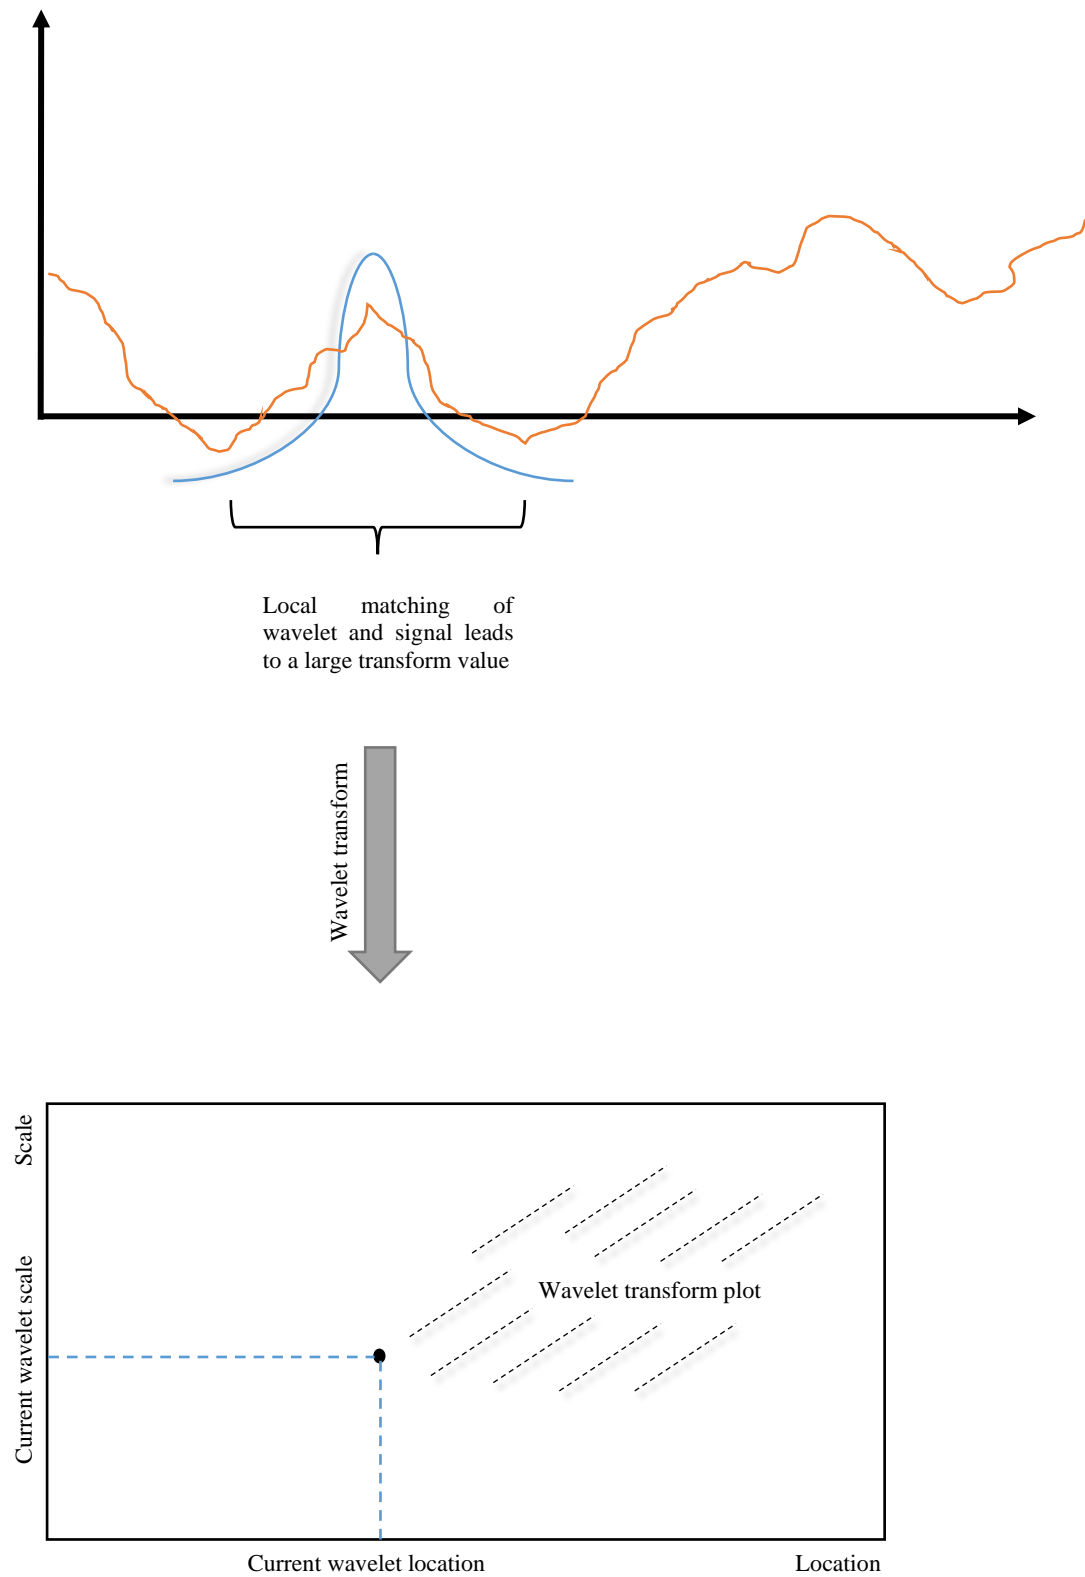 Local matching of
wavelet and signal leads
to a large transform value
Wavelet transform
Scale
Current wavelet scale
Wavelet transform plot
Current wavelet location
Location